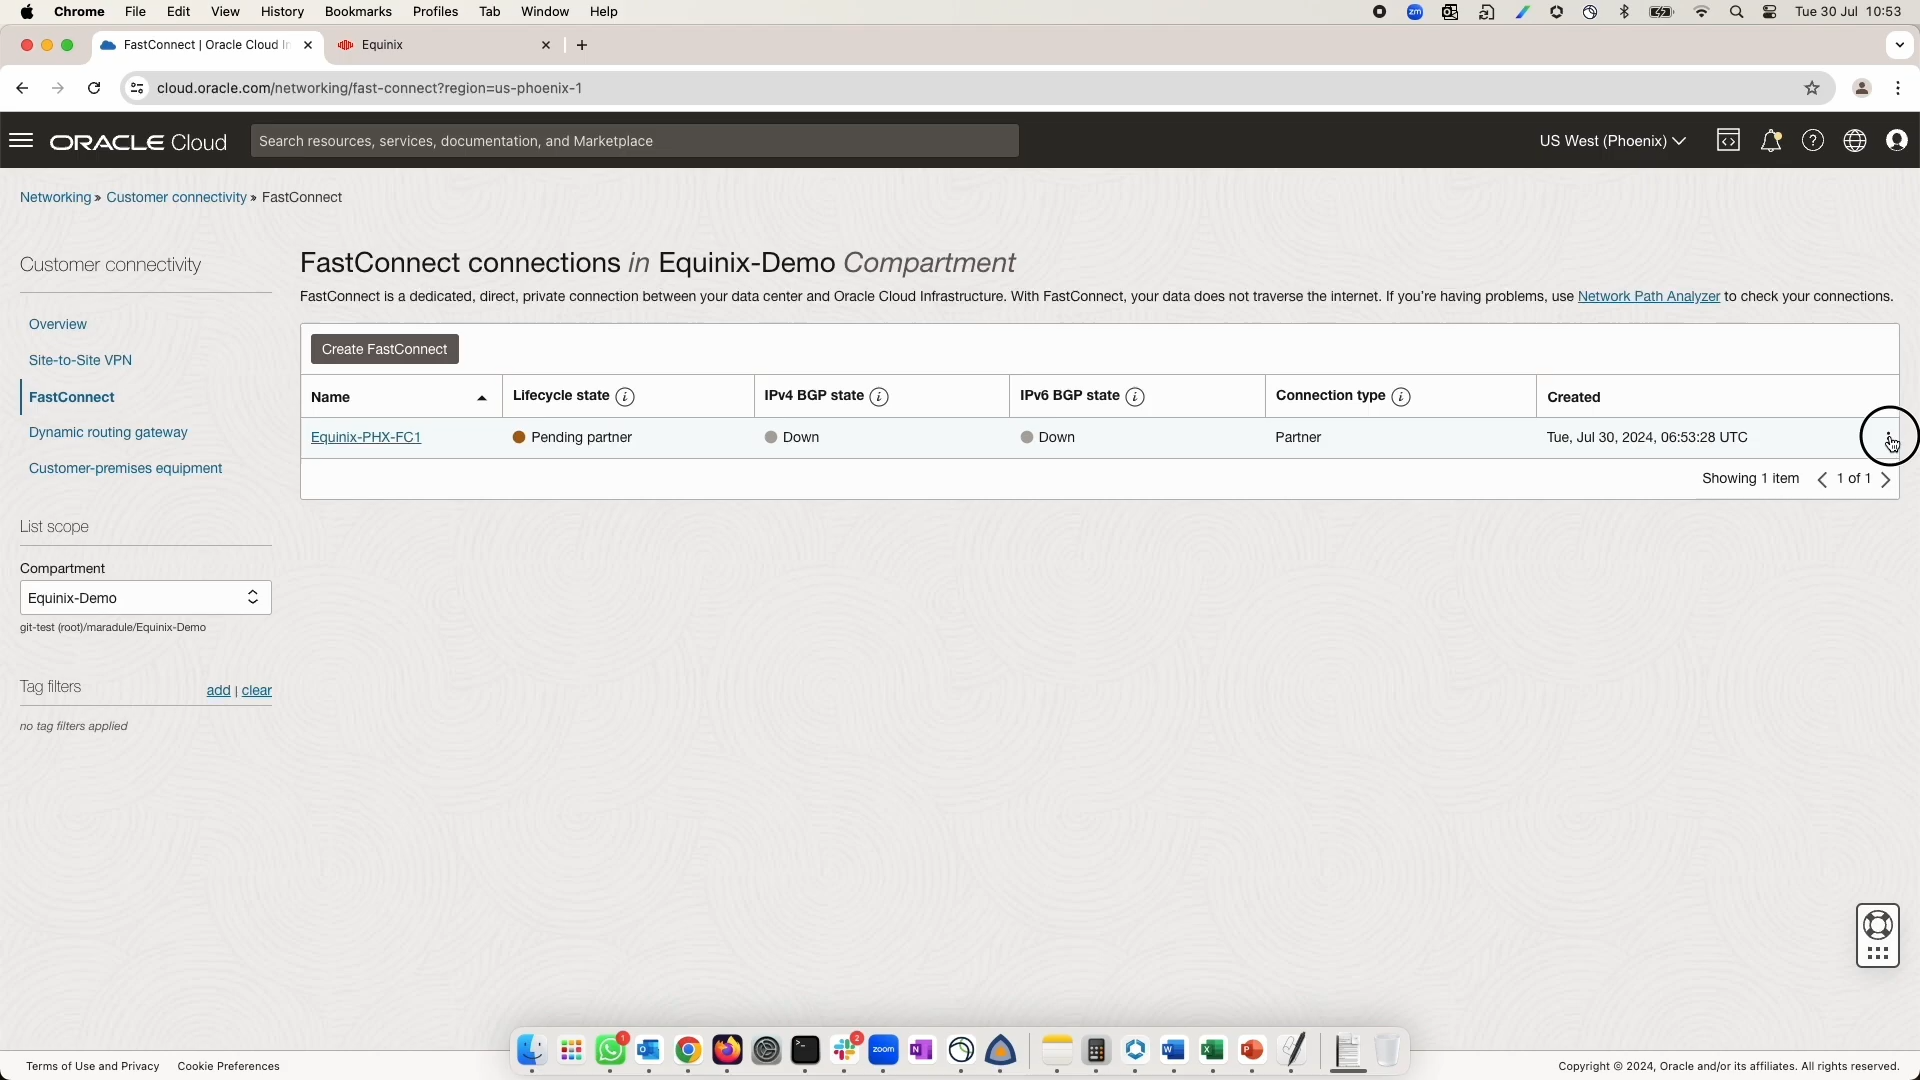 Chrome File Edit View History Bookmarks Profiles Tab Window Help Tue 30 Jul 10:53
FastConnect | Oracle Cloud In Equinix
cloud.oracle.com/networking/fast-connect?region=us-phoenix-1
ORACLE Cloud Search resources, services, documentation, and Marketplace US West (Phoenix)
Networking » Customer connectivity » FastConnect
Customer connectivity
Overview
Site-to-Site VPN
FastConnect
Dynamic routing gateway
Customer-premises equipment
List scope
Compartment
Equinix-Demo
git-test (root)/maradule/Equinix-Demo
Tag filters add | clear
no tag filters applied
FastConnect connections in Equinix-Demo Compartment
FastConnect is a dedicated, direct, private connection between your data center and Oracle Cloud Infrastructure. With FastConnect, your data does not traverse the internet. If you're having problems, use Network Path Analyzer to check your connections.
Create FastConnect
Name Lifecycle state i IPv4 BGP state i IPv6 BGP state i Connection type i Created
Equinix-PHX-FC1 Pending partner Down Down Partner Tue, Jul 30, 2024, 06:53:28 UTC
Showing 1 item 1 of 1
1 2 zoom
Terms of Use and Privacy Cookie Preferences Copyright © 2024, Oracle and/or its affiliates. All rights reserved.